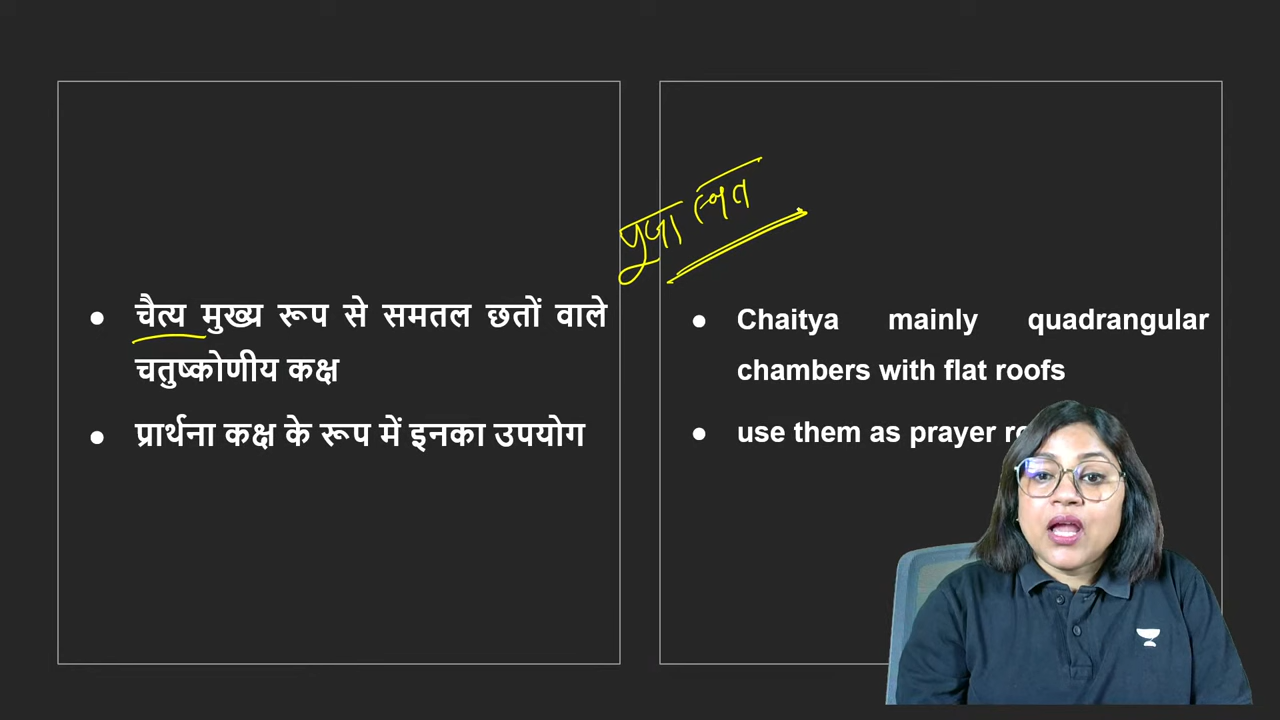 पूजा स्थल
चैत्य मुख्य रूप से समतल छतों वाले
चतुष्कोणीय कक्ष
प्रार्थना कक्ष के रूप में इनका उपयोग
Chaitya mainly quadrangular
chambers with flat roofs
use them as prayer